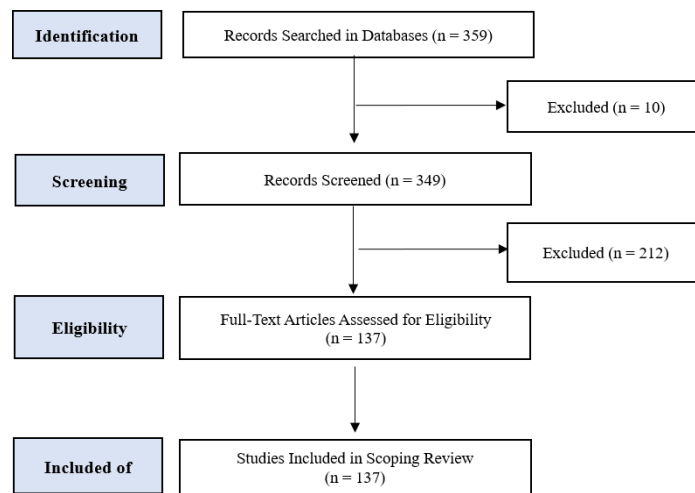 Identification
Records Searched in Databases (n = 359)
Excluded (n = 10)
Screening
Records Screened (n = 349)
Excluded (n = 212)
Eligibility
Full-Text Articles Assessed for Eligibility
(n = 137)
Included of
Studies Included in Scoping Review
(n = 137)